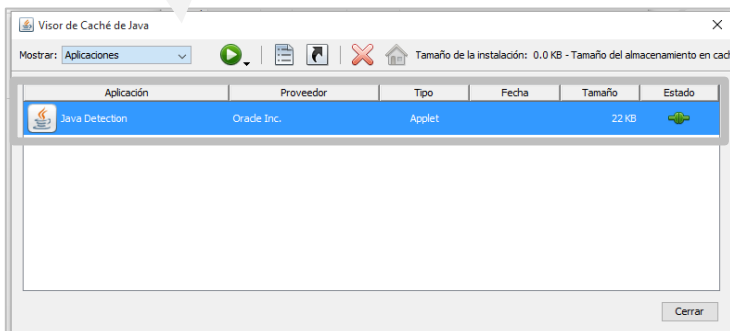 Visor de Caché de Java
Mostrar: Aplicaciones Tamaño de la instalación: 0.0 KB - Tamaño del almacenamiento en cac
Aplicación Proveedor Tipo Fecha Tamaño Estado
Java Detection Oracle Inc. Applet 22 KB
Cerrar